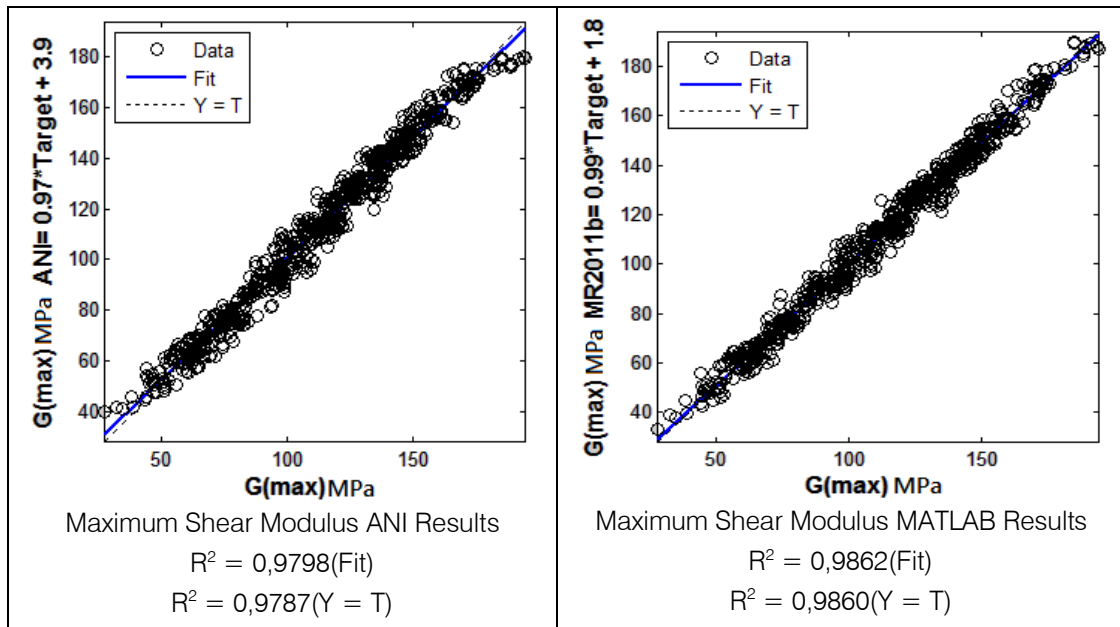 G(max) MPa ANI= 0.97*Target + 3.9
180
160
140
120
100
80
60
40
Data
Fit
Y = T
50
100
150
G(max) MPa
Maximum Shear Modulus ANI Results
R² = 0,9798(Fit)
R² = 0,9787(Y = T)
G(max) MPa MR2011b= 0.99*Target + 1.8
180
160
140
120
100
80
60
40
Data
Fit
Y = T
50
100
150
G(max) MPa
Maximum Shear Modulus MATLAB Results
R² = 0,9862(Fit)
R² = 0,9860(Y = T)